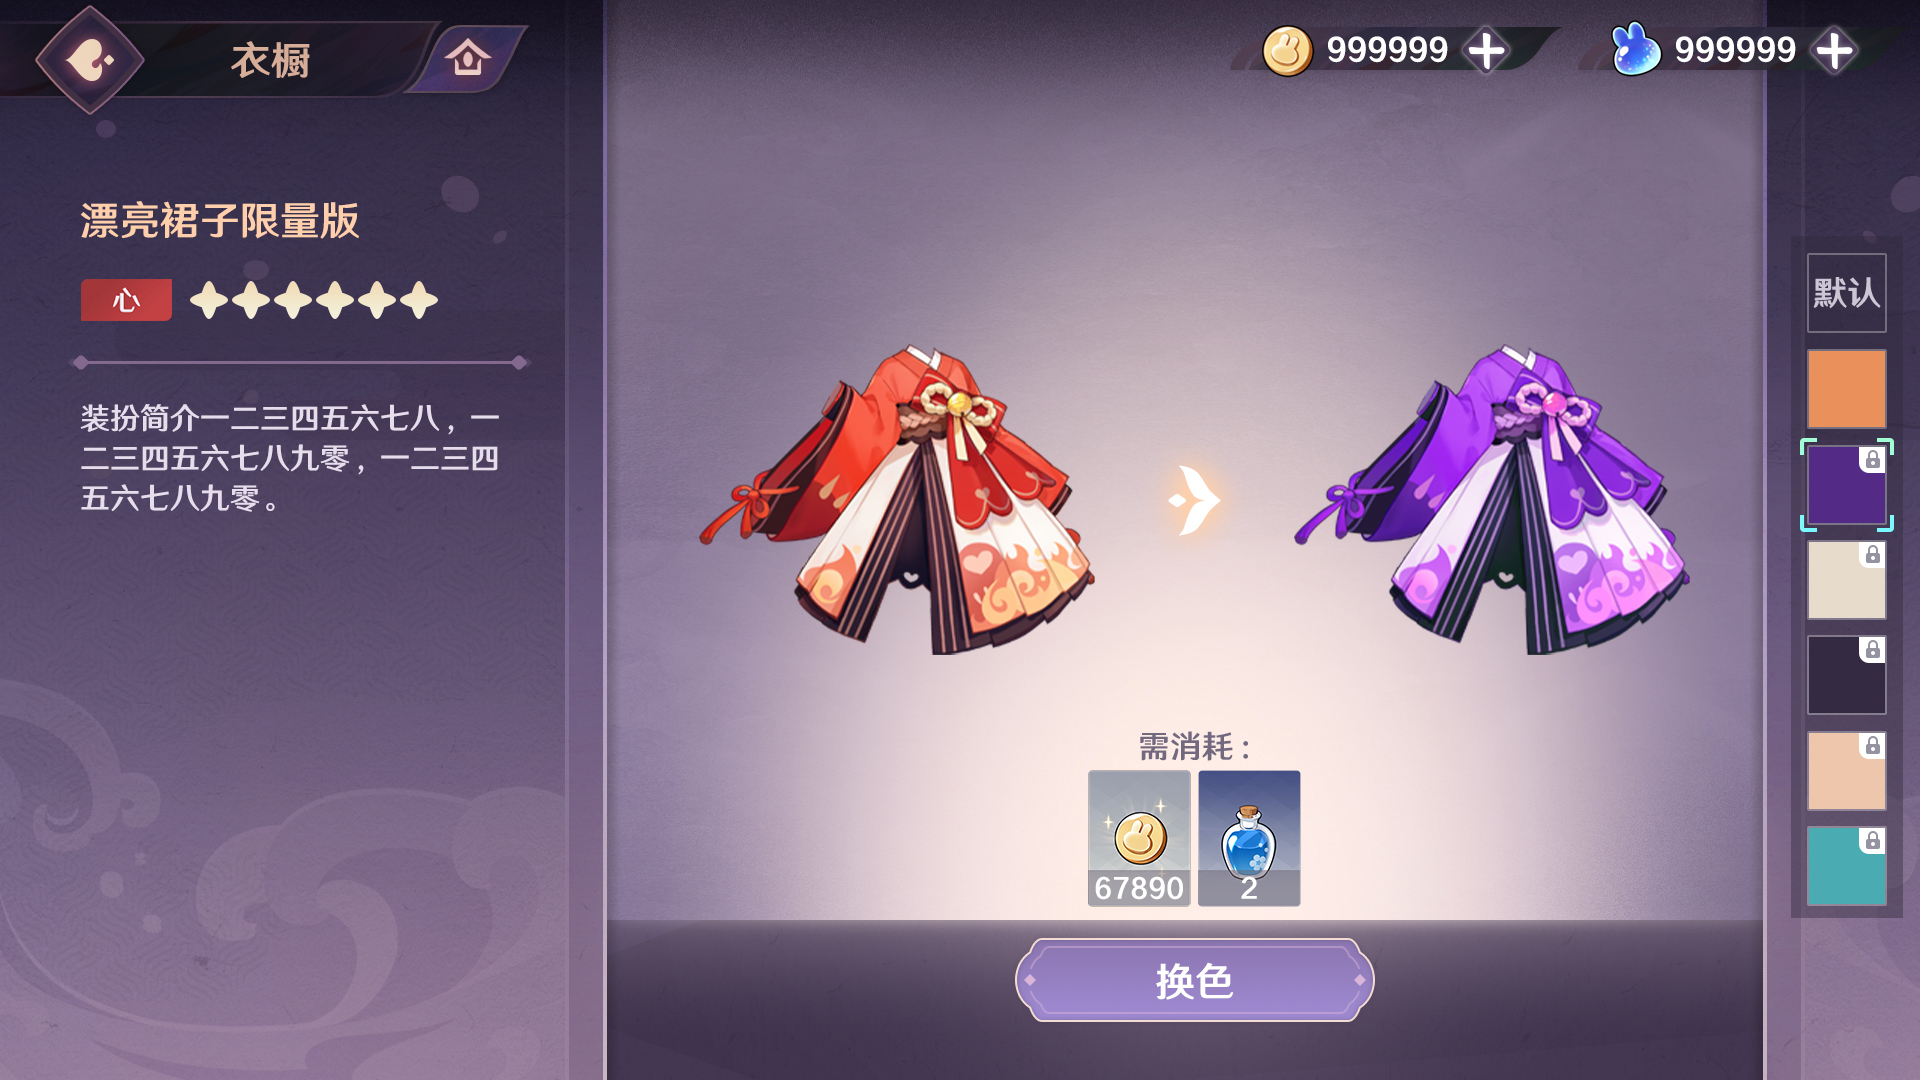 衣橱
999999
999999
漂亮裙子限量版
心
装扮简介一二三四五六七八，一
二三四五六七八九零，一二三四
五六七八九零。
默认
需消耗：
67890
2
换色